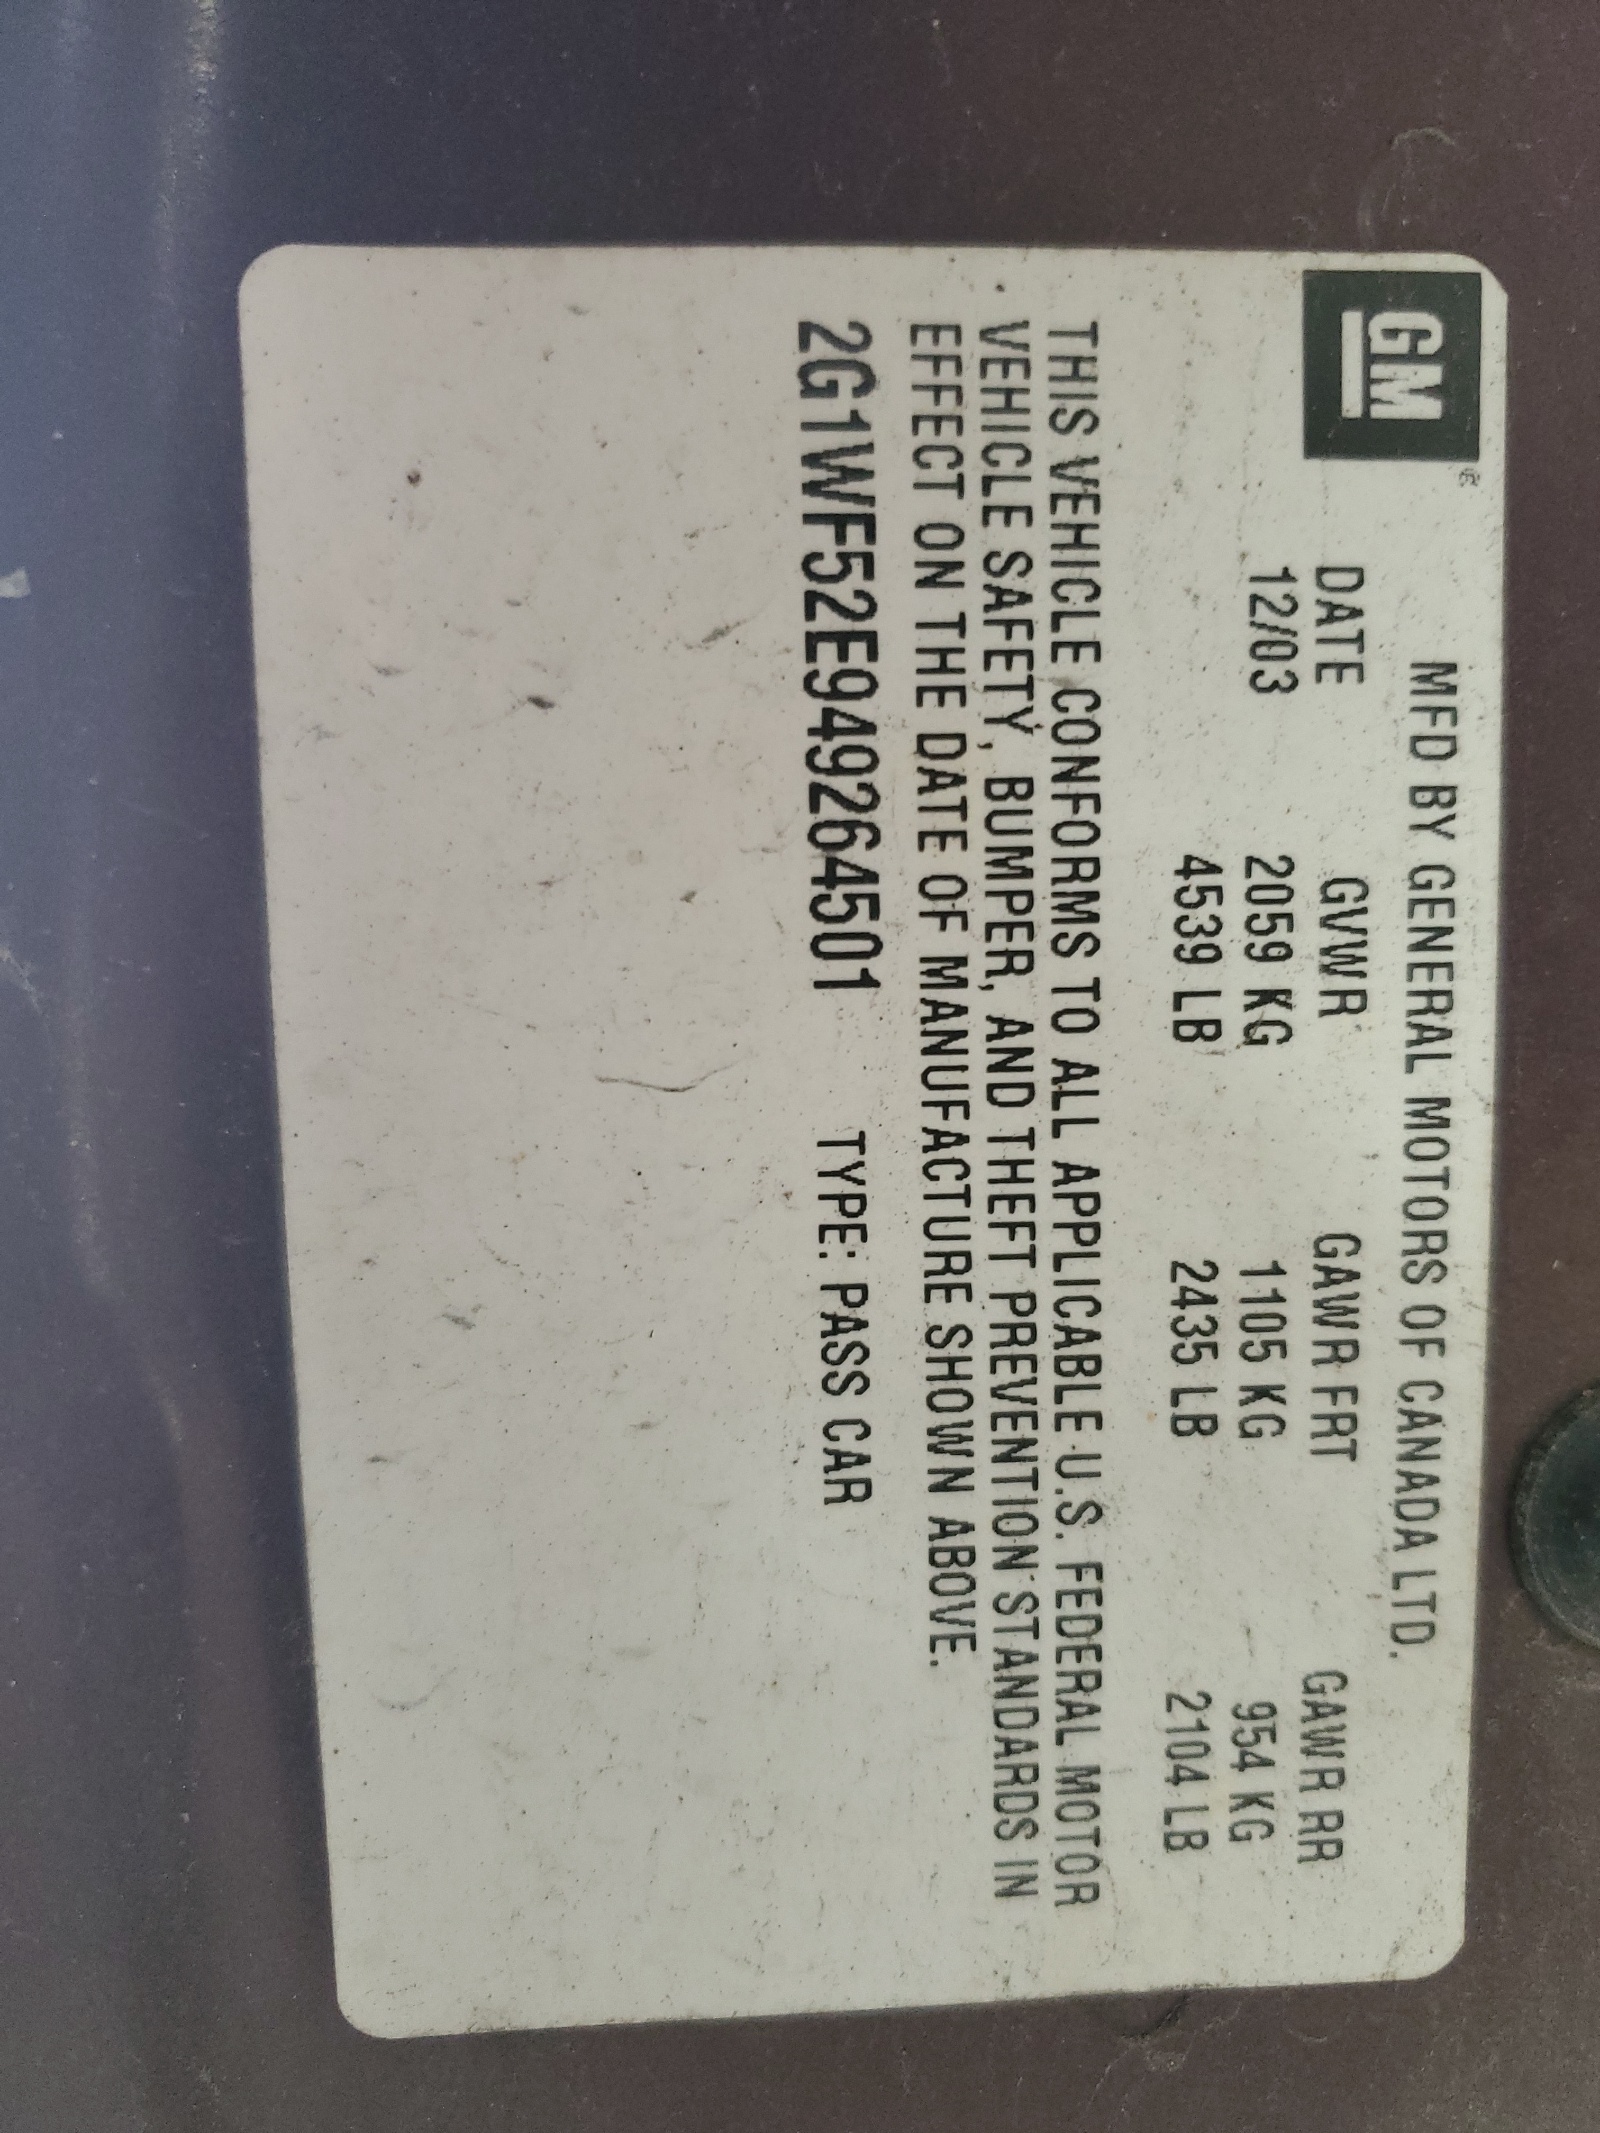 GM®
MFD BY GENERAL MOTORS OF CANADA LTD.
DATE GVWR GAWR FRT GAWR RR
12/03 2059 KG 1105 KG 954 KG
4539 LB 2435 LB 2104 LB
THIS VEHICLE CONFORMS TO ALL APPLICABLE U.S. FEDERAL MOTOR
VEHICLE SAFETY, BUMPER, AND THEFT PREVENTION STANDARDS IN
EFFECT ON THE DATE OF MANUFACTURE SHOWN ABOVE.
2G1WF52E949264501 TYPE: PASS CAR